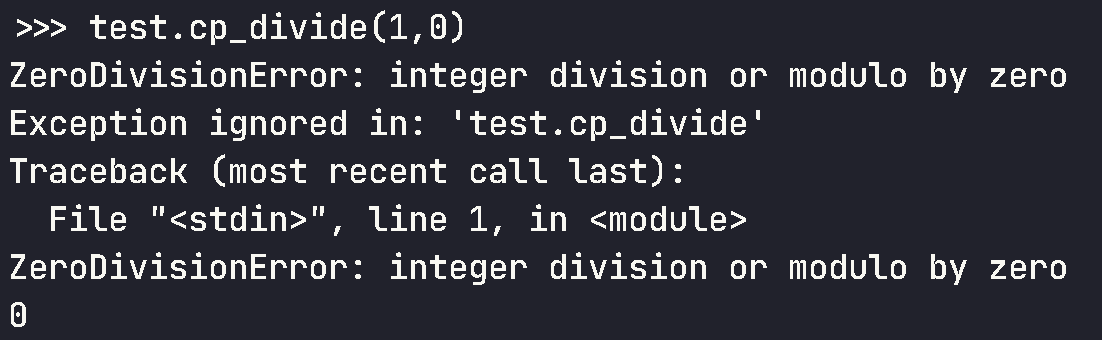 >>> test.cp_divide(1,0)
ZeroDivisionError: integer division or modulo by zero
Exception ignored in: 'test.cp_divide'
Traceback (most recent call last):
  File "<stdin>", line 1, in <module>
ZeroDivisionError: integer division or modulo by zero
0